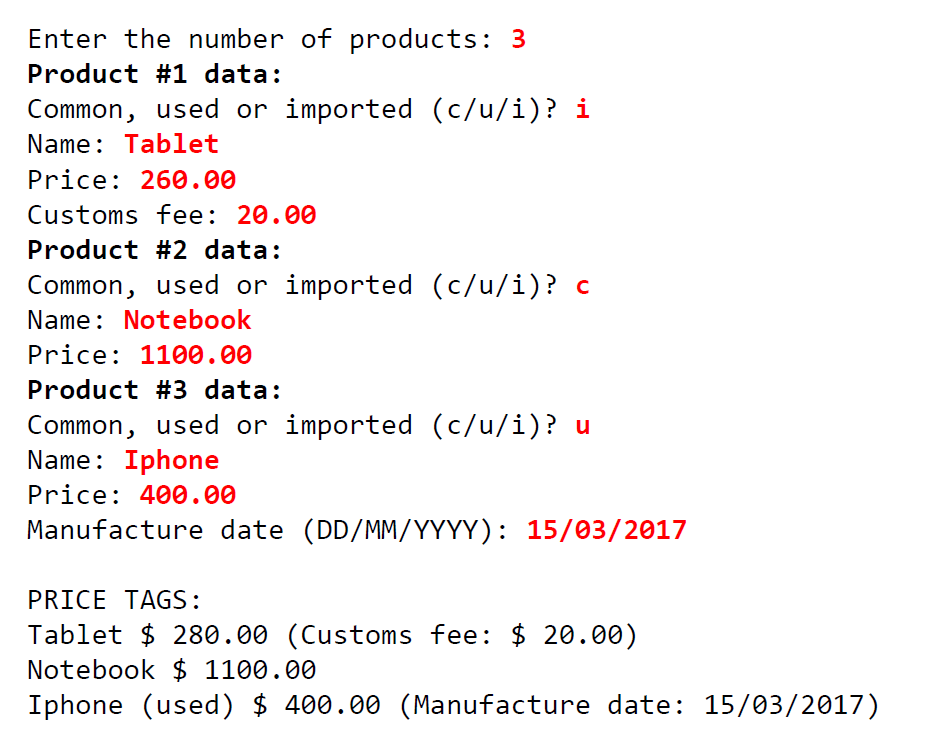 Enter the number of products: 3
Product #1 data:
Common, used or imported (c/u/i)? i
Name: Tablet
Price: 260.00
Customs fee: 20.00
Product #2 data:
Common, used or imported (c/u/i)? c
Name: Notebook
Price: 1100.00
Product #3 data:
Common, used or imported (c/u/i)? u
Name: Iphone
Price: 400.00
Manufacture date (DD/MM/YYYY): 15/03/2017
PRICE TAGS:
Tablet $ 280.00 (Customs fee: $ 20.00)
Notebook $ 1100.00
Iphone (used) $ 400.00 (Manufacture date: 15/03/2017)